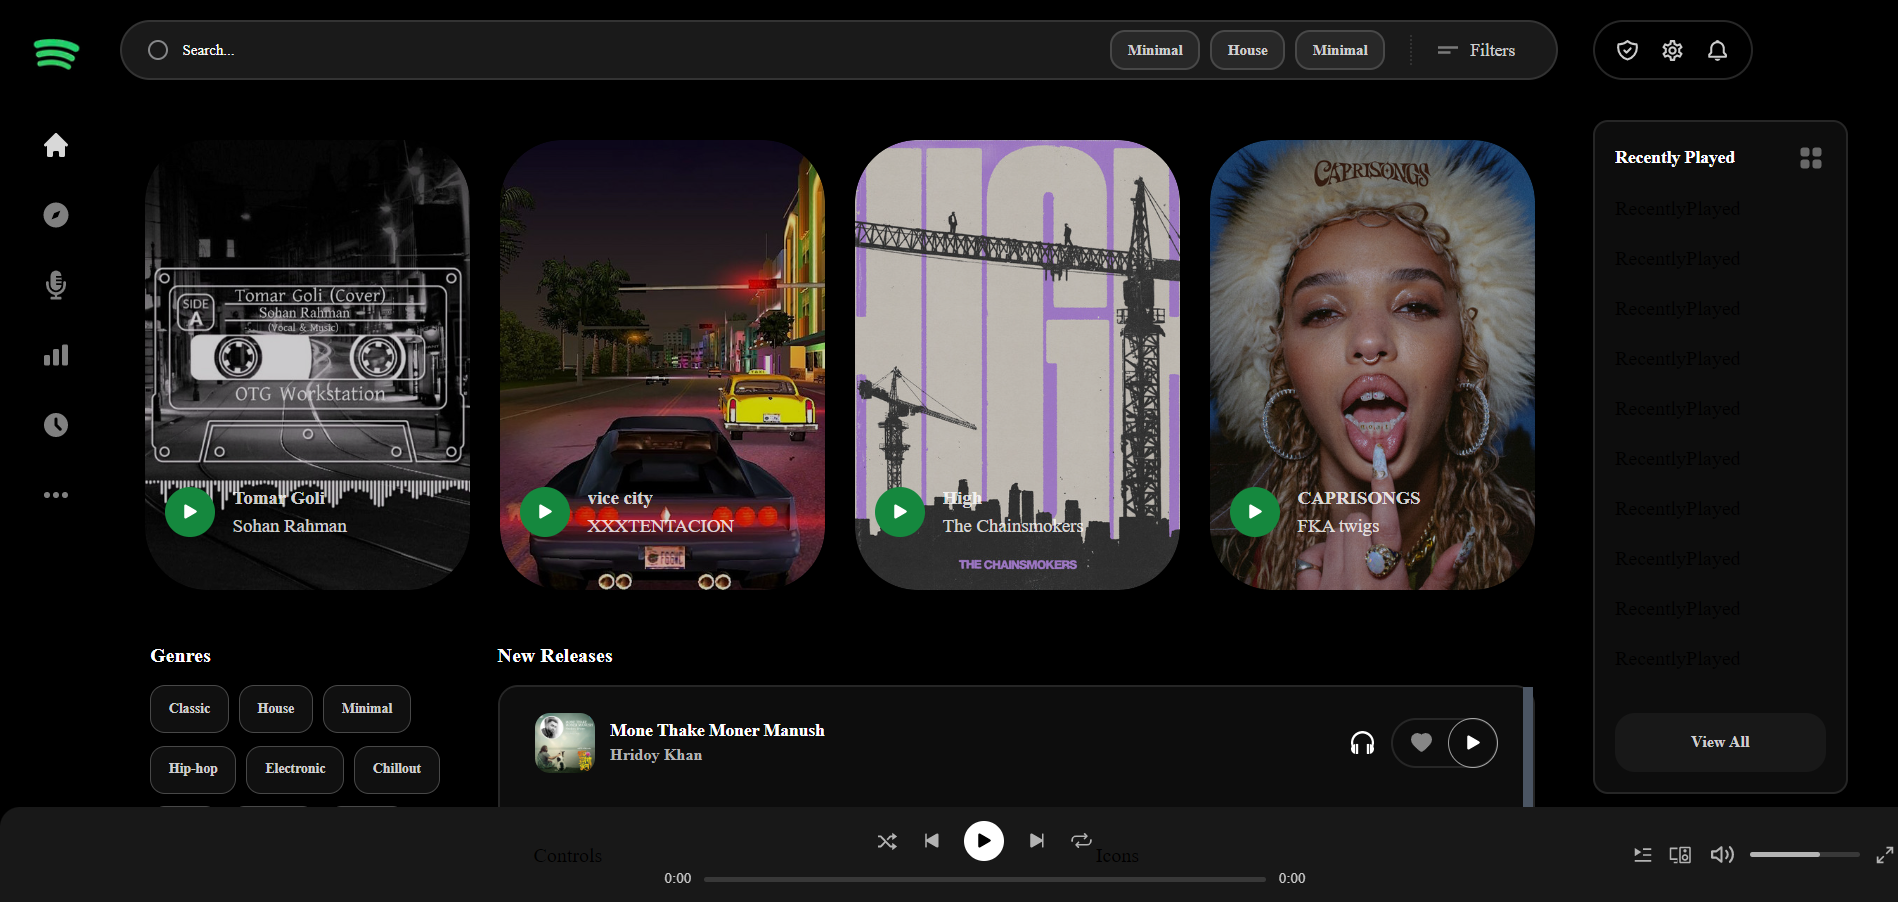 Search...
Minimal
House
Minimal
Filters
CAPRISONGS
SIDE
A
Tomar Goli (Cover)
Sohan Rahman
(Vocal & Music)
OTG Workstation
Tomar Goli
Sohan Rahman
vice city
XXXTENTACION
High
The Chainsmokers
THE CHAINSMOKERS
CAPRISONGS
FKA twigs
Recently Played
RecentlyPlayed
RecentlyPlayed
RecentlyPlayed
RecentlyPlayed
RecentlyPlayed
RecentlyPlayed
RecentlyPlayed
RecentlyPlayed
RecentlyPlayed
RecentlyPlayed
View All
Genres
Classic
House
Minimal
Hip-hop
Electronic
Chillout
New Releases
Mone Thake Moner Manush
Hridoy Khan
Controls
Icons
0:00
0:00